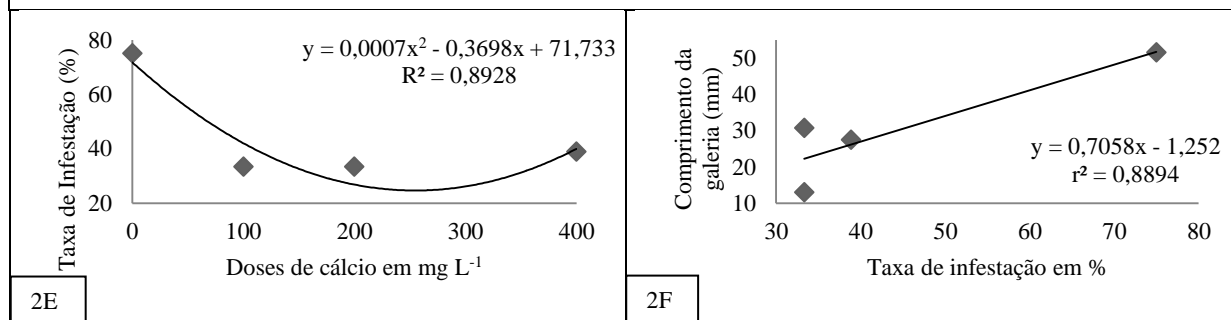 Taxa de Infestação (%)
80
60
40
20
y = 0,0007x² - 0,3698x + 71,733
R² = 0,8928
0 100 200 300 400
Doses de cálcio em mg L⁻¹
2E
Comprimento da
galeria (mm)
50
40
30
20
10
y = 0,7058x - 1,252
r² = 0,8894
30 40 50 60 70 80
Taxa de infestação em %
2F